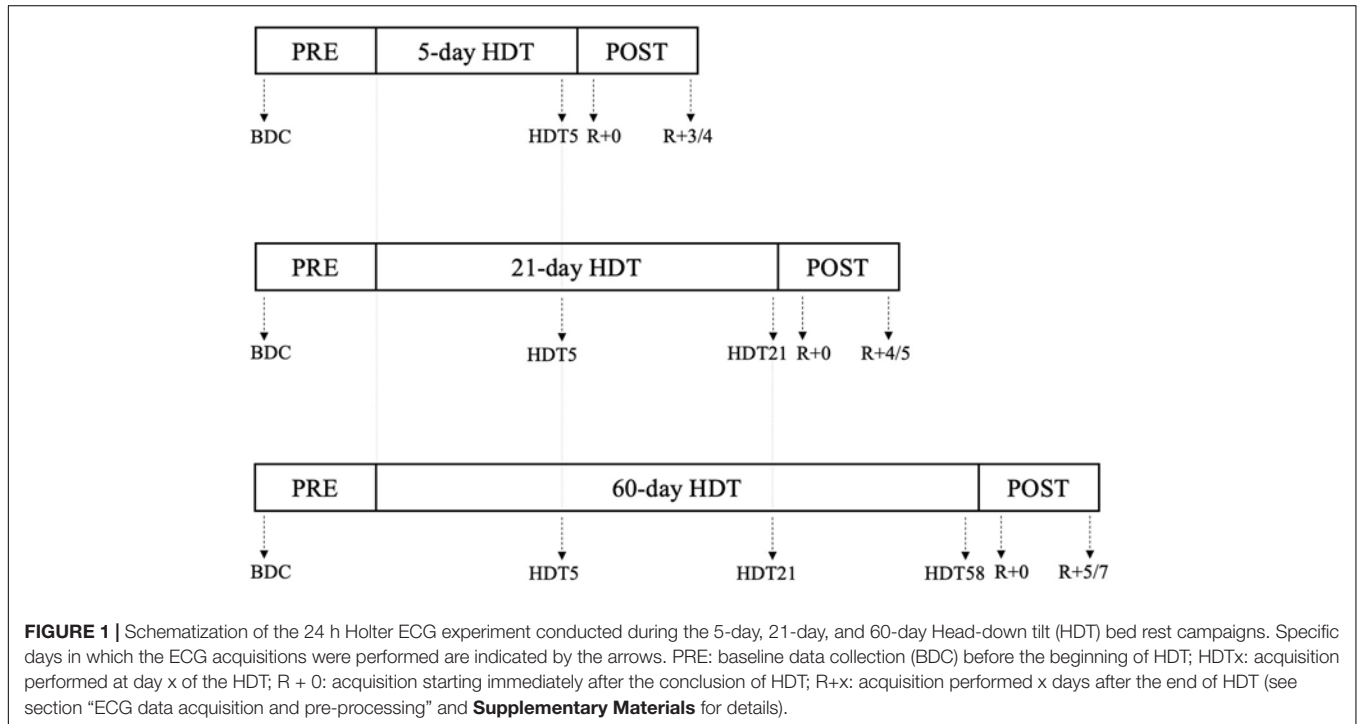 PRE 5-day HDT POST
BDC HDT5 R+0 R+3/4
PRE 21-day HDT POST
BDC HDT5 HDT21 R+0 R+4/5
PRE 60-day HDT POST
BDC HDT5 HDT21 HDT58 R+0 R+5/7
FIGURE 1 | Schematization of the 24 h Holter ECG experiment conducted during the 5-day, 21-day, and 60-day Head-down tilt (HDT) bed rest campaigns. Specific
days in which the ECG acquisitions were performed are indicated by the arrows. PRE: baseline data collection (BDC) before the beginning of HDT; HDTx: acquisition
performed at day x of the HDT; R + 0: acquisition starting immediately after the conclusion of HDT; R+x: acquisition performed x days after the end of HDT (see
section “ECG data acquisition and pre-processing” and Supplementary Materials for details).